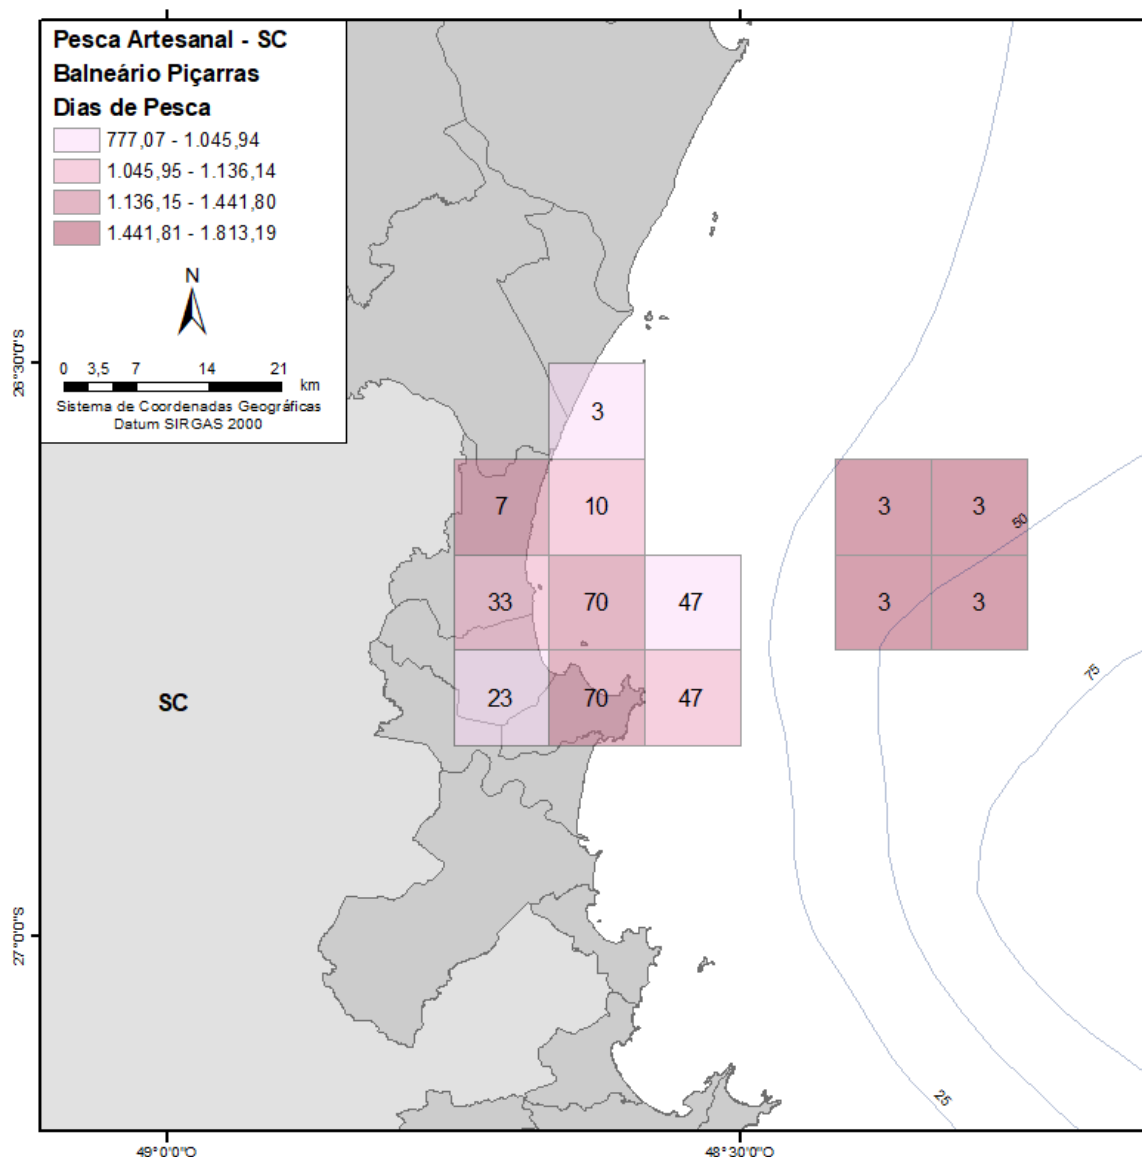 Pesca Artesanal - SC
Balneário Piçarras
Dias de Pesca
777,07 - 1.045,94
1.045,95 - 1.136,14
1.136,15 - 1.441,80
1.441,81 - 1.813,19
N
0 3,5 7 14 21
km
Sistema de Coordenadas Geográficas
Datum SIRGAS 2000
26°30'0"S
3
7 10 3 3
50
33 70 47 3 3
75
SC
23 70 47
27°0'0"S
25
49°0'0"O 48°30'0"O